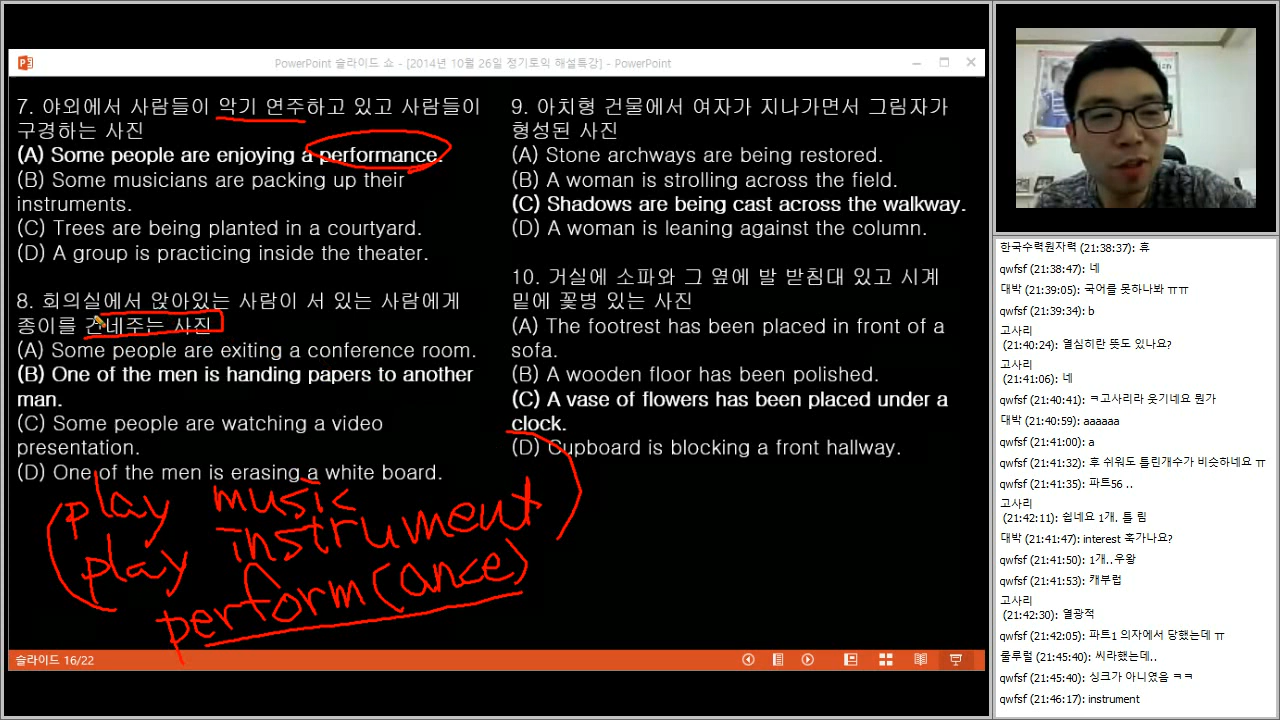 PowerPoint 슬라이드 쇼 - [2014년 10월 26일 정기토익 해설특강] - PowerPoint
7. 야외에서 사람들이 악기 연주하고 있고 사람들이
구경하는 사진
(A) Some people are enjoying a performance.
(B) Some musicians are packing up their
instruments.
(C) Trees are being planted in a courtyard.
(D) A group is practicing inside the theater.
8. 회의실에서 앉아있는 사람이 서 있는 사람에게
종이를 건네주는 사진
(A) Some people are exiting a conference room.
(B) One of the men is handing papers to another
man.
(C) Some people are watching a video
presentation.
(D) One of the men is erasing a white board.
9. 아치형 건물에서 여자가 지나가면서 그림자가
형성된 사진
(A) Stone archways are being restored.
(B) A woman is strolling across the field.
(C) Shadows are being cast across the walkway.
(D) A woman is leaning against the column.
10. 거실에 소파와 그 옆에 발 받침대 있고 시계
밑에 꽃병 있는 사진
(A) The footrest has been placed in front of a
sofa.
(B) A wooden floor has been polished.
(C) A vase of flowers has been placed under a
clock.
(D) Cupboard is blocking a front hallway.
(play music
play instrument)
perform(ance)
슬라이드 16/22
한국수력원자력 (21:38:37): 휴
qwfsf (21:38:47): 네
대박 (21:39:05): 국어를 못하나봐 ㅠㅠ
qwfsf (21:39:34): b
고사리
(21:40:24): 열심히란 뜻도 있나요?
고사리
(21:41:06): 네
qwfsf (21:40:41): ㅋ고사리라 웃기네요 뭔가
대박 (21:40:59): aaaaaa
qwfsf (21:41:00): a
qwfsf (21:41:32): 후 쉬워도 틀린개수가 비슷하네요 ㅠ
qwfsf (21:41:35): 파트56 ..
고사리
(21:42:11): 쉽네요 1개. 틀 림
대박 (21:41:47): interest 혹가나요?
qwfsf (21:41:50): 1개..우왕
qwfsf (21:41:53): 캐부럽
고사리
(21:42:30): 열광적
qwfsf (21:42:05): 파트1 의자에서 당했는데 ㅠ
쿨루럴 (21:45:40): 씨라했는데..
qwfsf (21:45:40): 싱크가 아니였음 ㅋㅋ
qwfsf (21:46:17): instrument